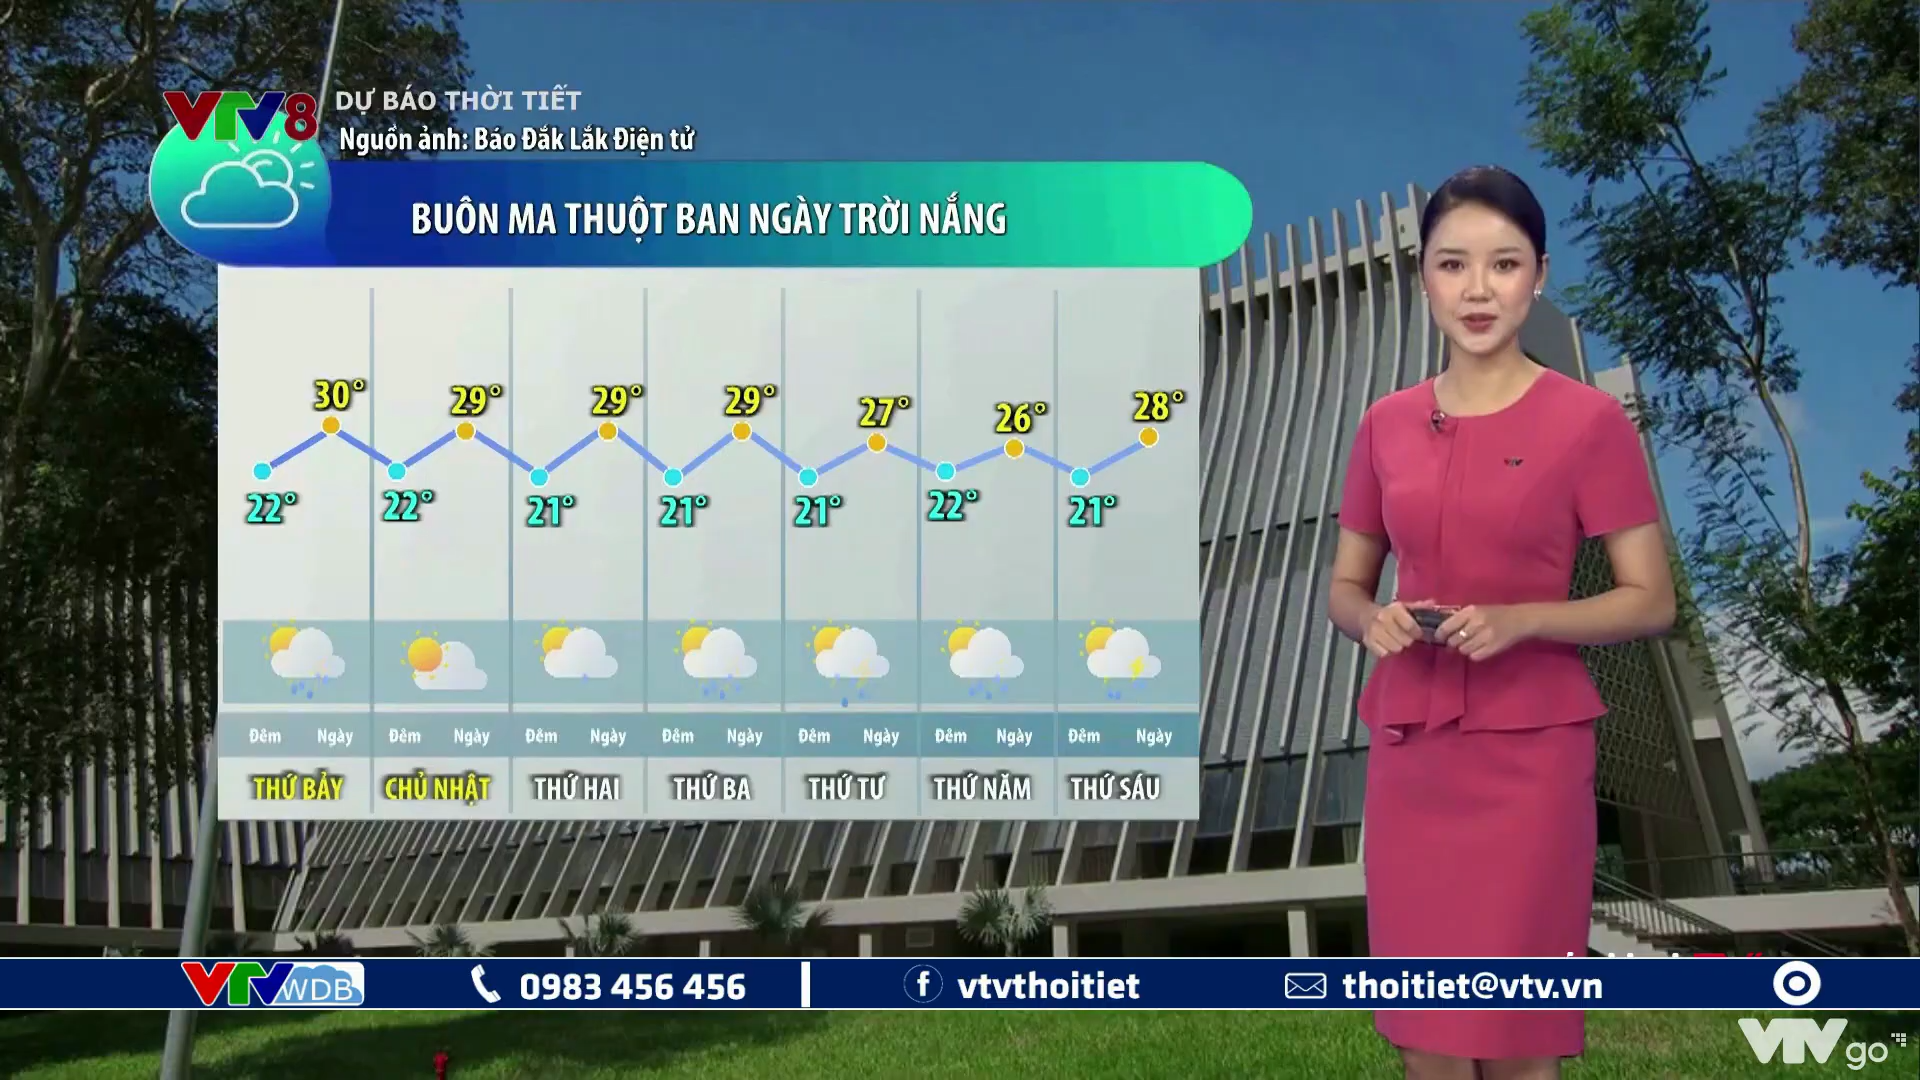 VTV8
DỰ BÁO THỜI TIẾT
Nguồn ảnh: Báo Đắk Lắk Điện tử
BUÔN MA THUỘT BAN NGÀY TRỜI NẮNG
30° 29° 29° 29° 27° 26° 28°
22° 22° 21° 21° 21° 22° 21°
Đêm Ngày Đêm Ngày Đêm Ngày Đêm Ngày Đêm Ngày Đêm Ngày Đêm Ngày
THỨ BẢY CHỦ NHẬT THỨ HAI THỨ BA THỨ TƯ THỨ NĂM THỨ SÁU
VTV WDB 0983 456 456 vtvthoitiet thoitiet@vtv.vn
VTV go